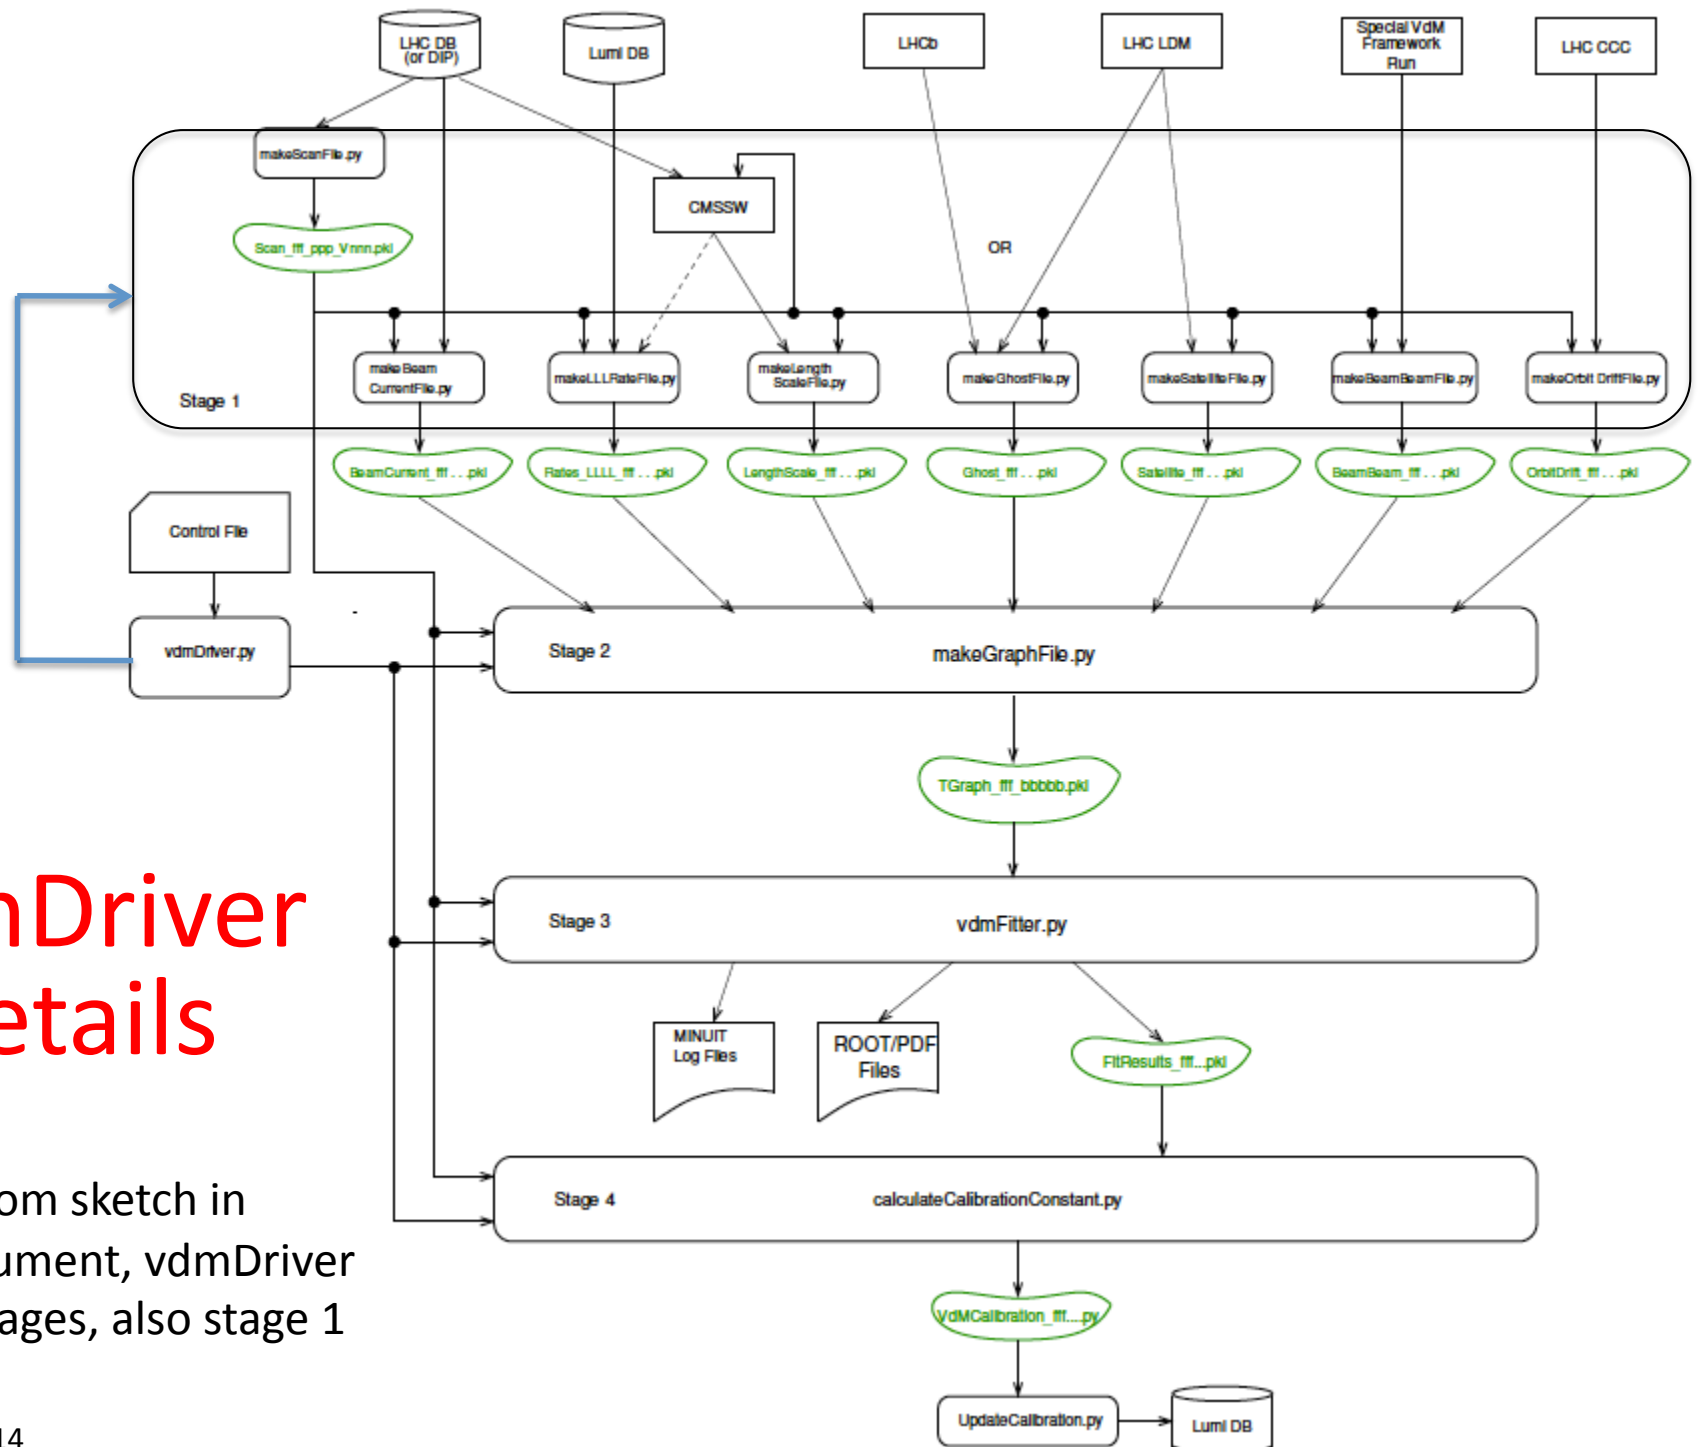 LHC DB
(or DIP)
Lumi DB
LHCb
LHC LDM
Special VdM
Framework
Run
LHC CCC
makeScanFile.py
CMSSW
Scan_fff_ppp_Vnnn.pkl
OR
make Beam
CurrentFile.py
makeLLLRateFile.py
makeLength
ScaleFile.py
makeGhostFile.py
makeSatelliteFile.py
makeBeamBeamFile.py
makeOrbit DriftFile.py
Stage 1
BeamCurrent_fff . . .pkl
Rates_LLLL_fff . . .pkl
LengthScale_fff . . .pkl
Ghost_fff . . .pkl
Satellite_fff . . .pkl
BeamBeam_fff . . .pkl
OrbitDrift_fff . . .pkl
Control File
vdmDriver.py
-
Stage 2
makeGraphFile.py
TGraph_fff_bbbbb.pkl
nDriver
etails
Stage 3
vdmFitter.py
MINUIT
Log Files
ROOT/PDF
Files
FitResults_fff...pkl
om sketch in
ument, vdmDriver
ages, also stage 1
Stage 4
calculateCalibrationConstant.py
VdMCalibration_fff....py
UpdateCalibration.py
Lumi DB
14